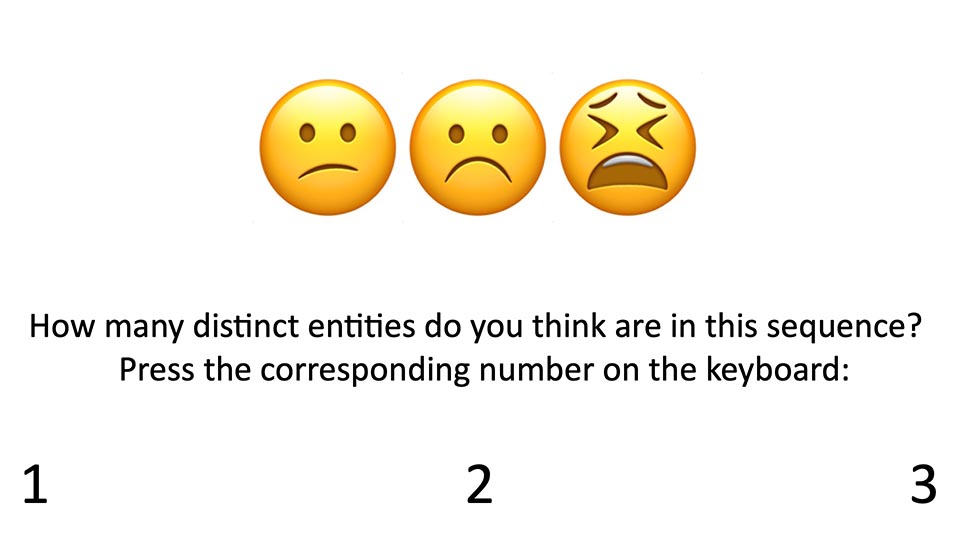 How many distinct entities do you think are in this sequence?
Press the corresponding number on the keyboard:
1 2 3